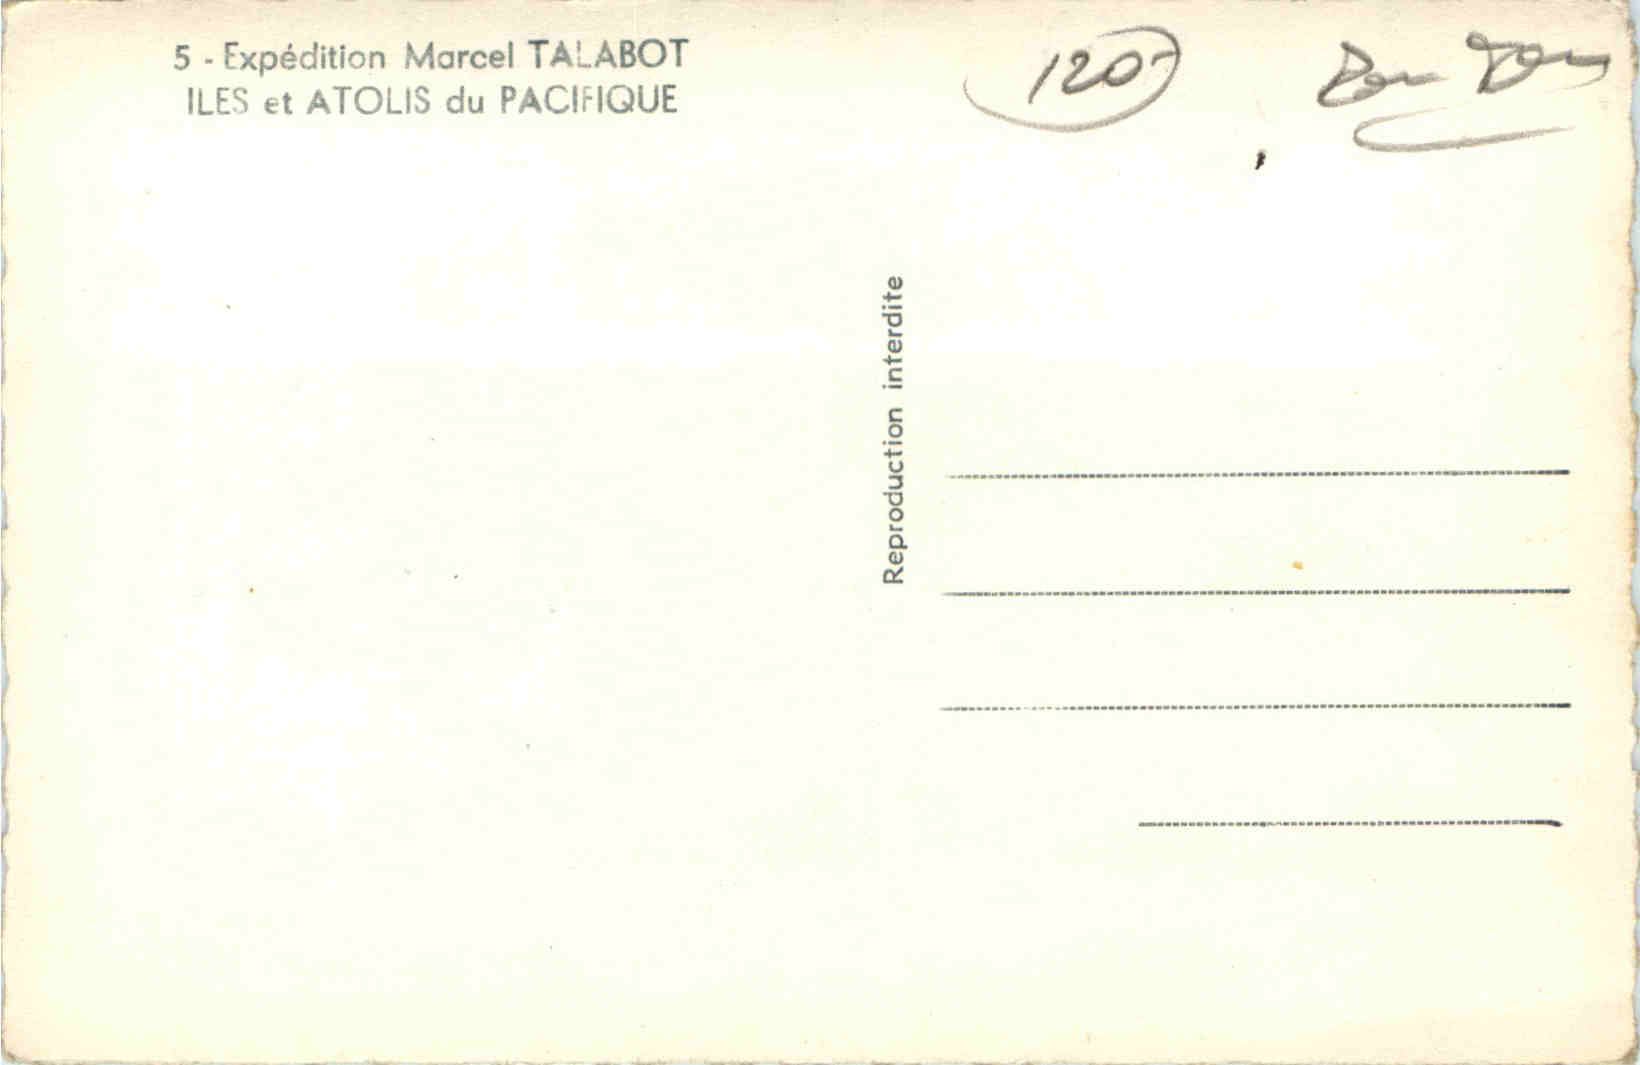 5 - Expédition Marcel TALABOT
ILES et ATOLIS du PACIFIQUE
120
Reproduction interdite